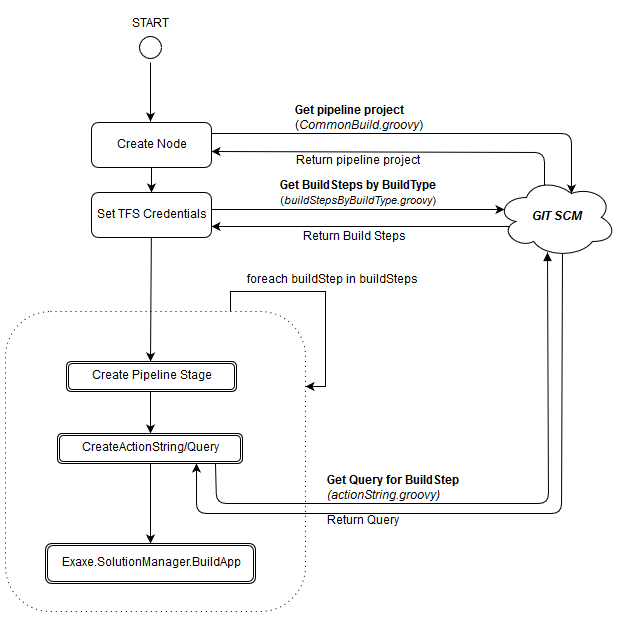 START
Get pipeline project
(CommonBuild.groovy)
Create Node
Return pipeline project
Get BuildSteps by BuildType
(buildStepsByBuildType.groovy)
Set TFS Credentials
GIT SCM
Return Build Steps
foreach buildStep in buildSteps
Create Pipeline Stage
CreateActionString/Query
Get Query for BuildStep
(actionString.groovy)
Return Query
Exaxe.SolutionManager.BuildApp